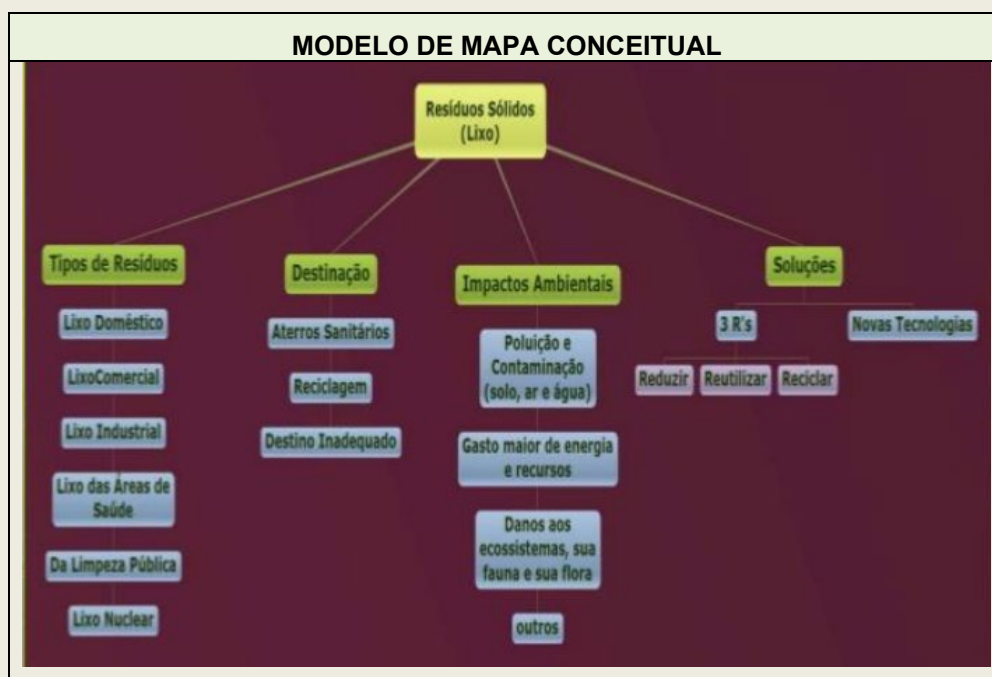 MODELO DE MAPA CONCEITUAL
Resíduos Sólidos
(Lixo)
Tipos de Resíduos
Lixo Doméstico
LixoComercial
Lixo Industrial
Lixo das Áreas de
Saúde
Da Limpeza Pública
Lixo Nuclear
Destinação
Aterros Sanitários
Reciclagem
Destino Inadequado
Impactos Ambientais
Poluição e
Contaminação
(solo, ar e água)
Gasto maior de energia
e recursos
Danos aos
ecossistemas, sua
fauna e sua flora
outros
Soluções
3 R's
Novas Tecnologias
Reduzir
Reutilizar
Reciclar